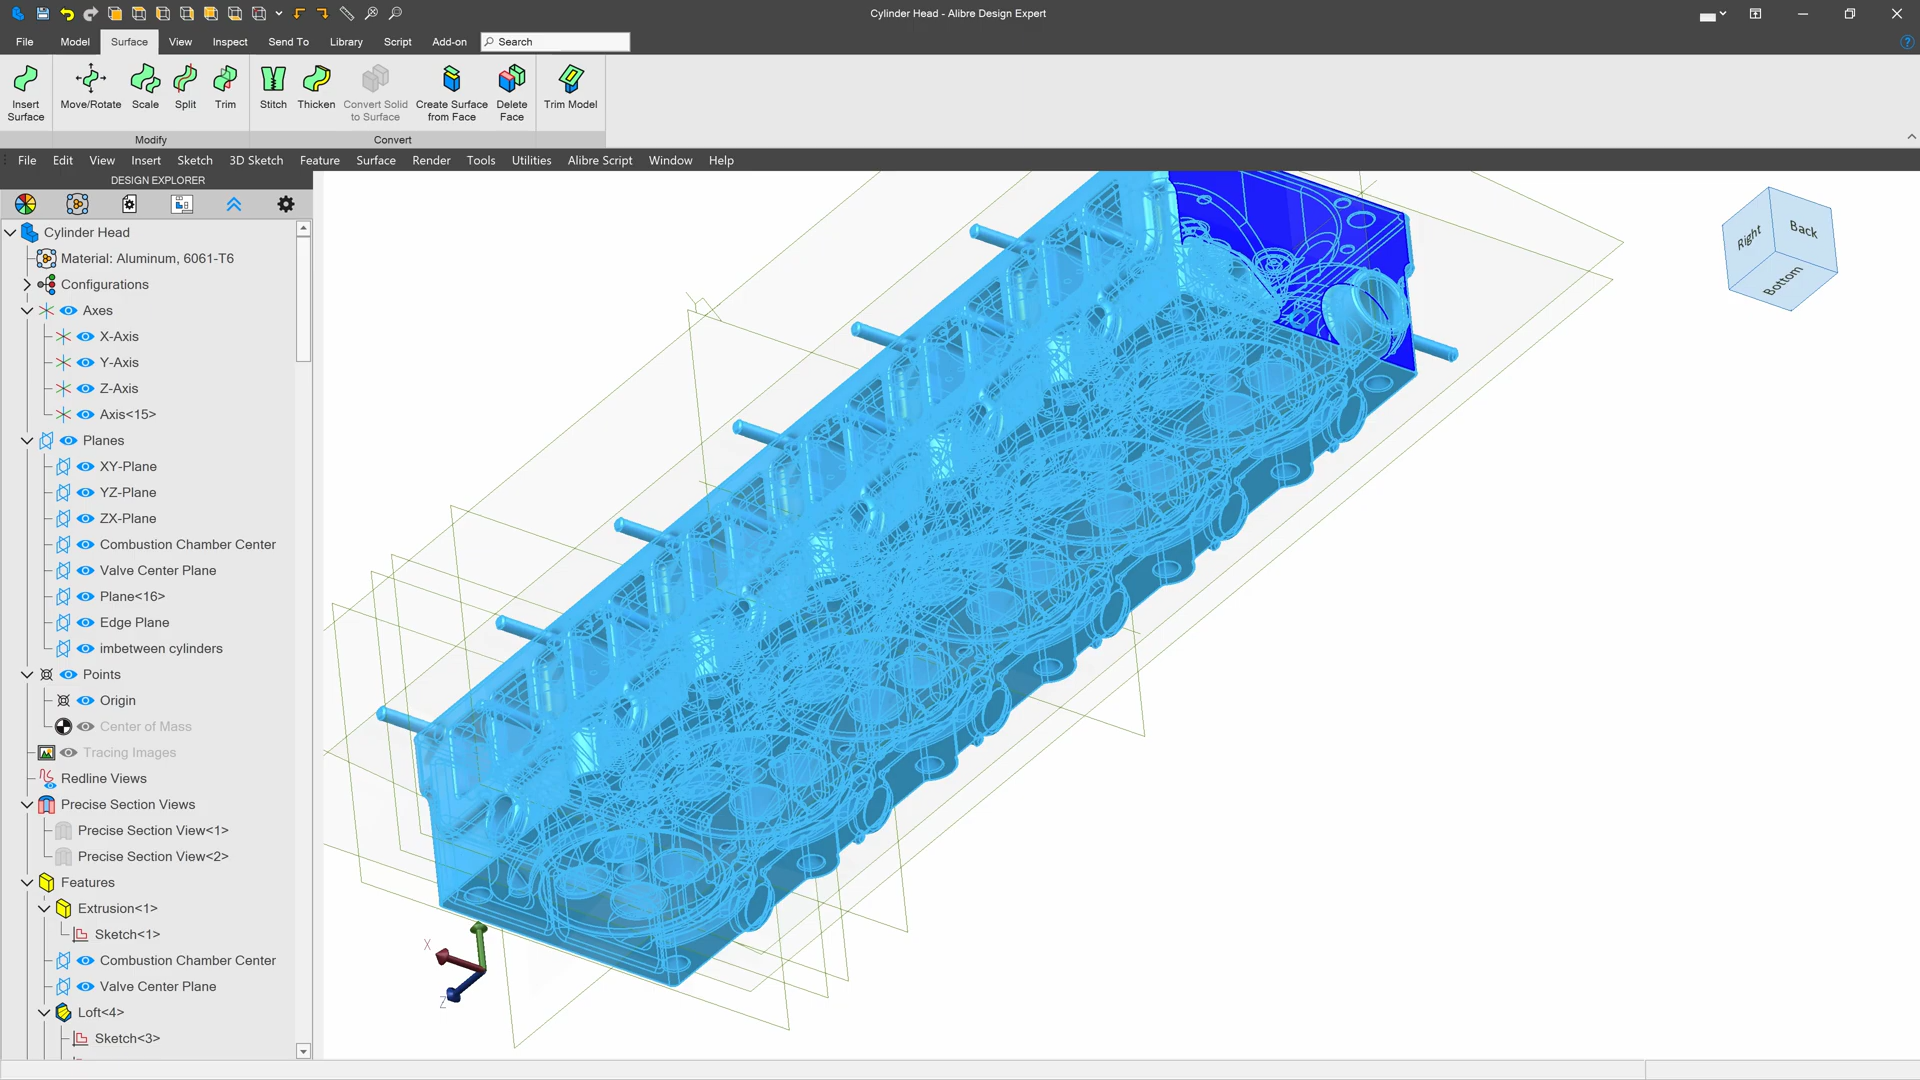 Cylinder Head - Alibre Design Expert
File Model Surface View Inspect Send To Library Script Add-on Search
Insert Surface
Move/Rotate
Scale
Split
Trim
Stitch
Thicken
Convert Solid to Surface
Create Surface from Face
Delete Face
Trim Model
Modify
Convert
File Edit View Insert Sketch 3D Sketch Feature Surface Render Tools Utilities Alibre Script Window Help
DESIGN EXPLORER
Cylinder Head
Material: Aluminum, 6061-T6
Configurations
Axes
X-Axis
Y-Axis
Z-Axis
Axis<15>
Planes
XY-Plane
YZ-Plane
ZX-Plane
Combustion Chamber Center
Valve Center Plane
Plane<16>
Edge Plane
imbetween cylinders
Points
Origin
Center of Mass
Tracing Images
Redline Views
Precise Section Views
Precise Section View<1>
Precise Section View<2>
Features
Extrusion<1>
Sketch<1>
Combustion Chamber Center
Valve Center Plane
Loft<4>
Sketch<3>
Right
Back
Bottom
X
Z